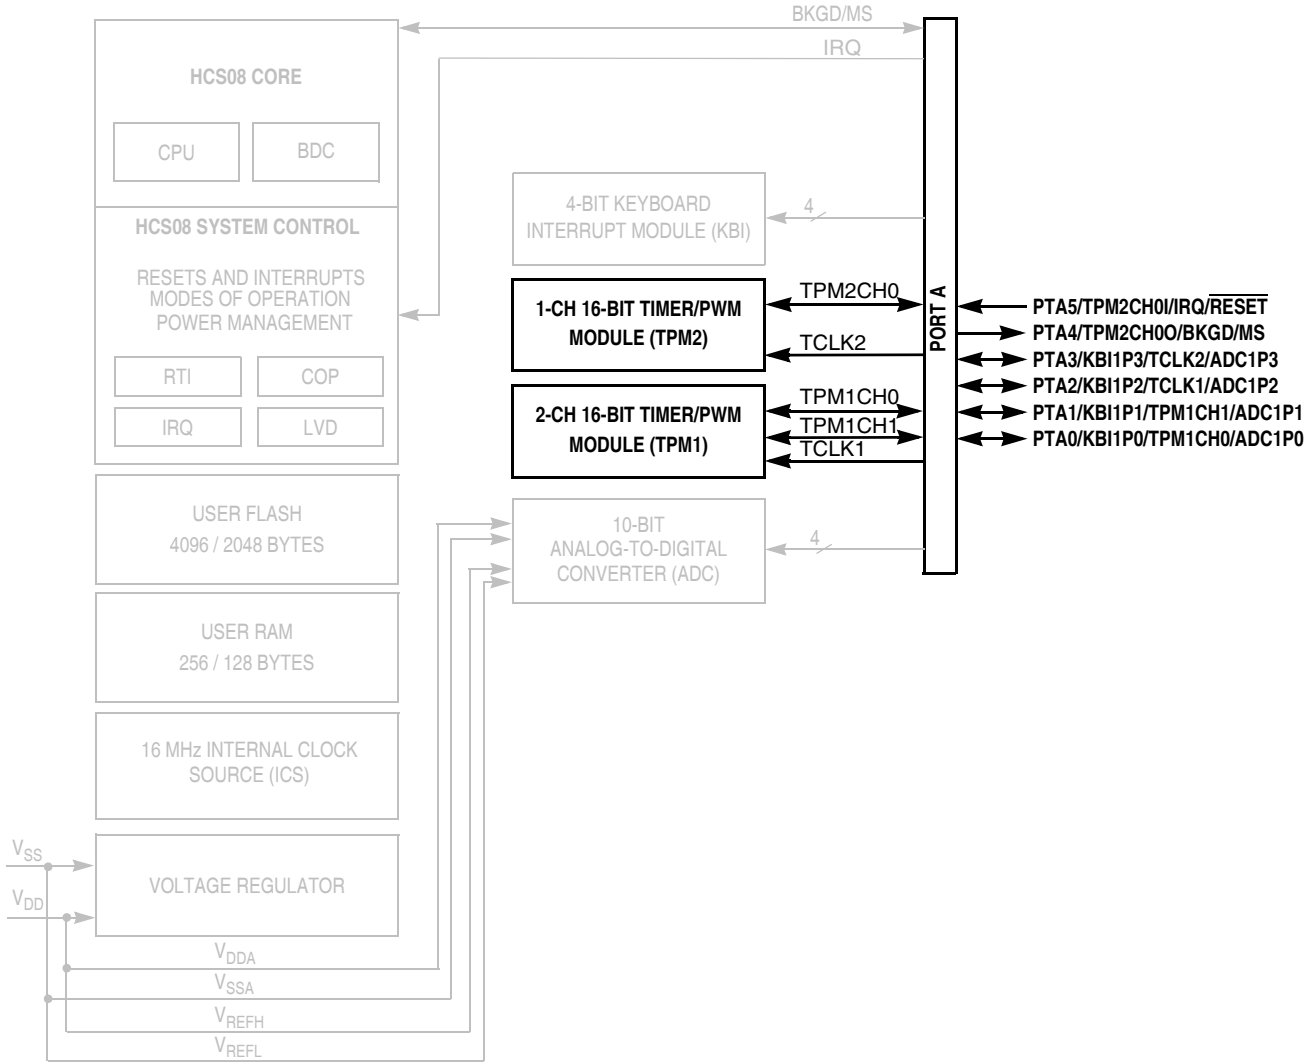 BKGD/MS
IRQ
HCS08 CORE
CPU
BDC
HCS08 SYSTEM CONTROL
RESETS AND INTERRUPTS
MODES OF OPERATION
POWER MANAGEMENT
RTI
COP
IRQ
LVD
USER FLASH
4096 / 2048 BYTES
USER RAM
256 / 128 BYTES
16 MHz INTERNAL CLOCK
SOURCE (ICS)
VOLTAGE REGULATOR
VSS
VDD
VDDA
VSSA
VREFH
VREFL
4-BIT KEYBOARD
INTERRUPT MODULE (KBI)
4
1-CH 16-BIT TIMER/PWM
MODULE (TPM2)
TPM2CH0
TCLK2
2-CH 16-BIT TIMER/PWM
MODULE (TPM1)
TPM1CH0
TPM1CH1
TCLK1
10-BIT
ANALOG-TO-DIGITAL
CONVERTER (ADC)
4
PORT A
PTA5/TPM2CH0I/IRQ/RESET
PTA4/TPM2CH0O/BKGD/MS
PTA3/KBI1P3/TCLK2/ADC1P3
PTA2/KBI1P2/TCLK1/ADC1P2
PTA1/KBI1P1/TPM1CH1/ADC1P1
PTA0/KBI1P0/TPM1CH0/ADC1P0